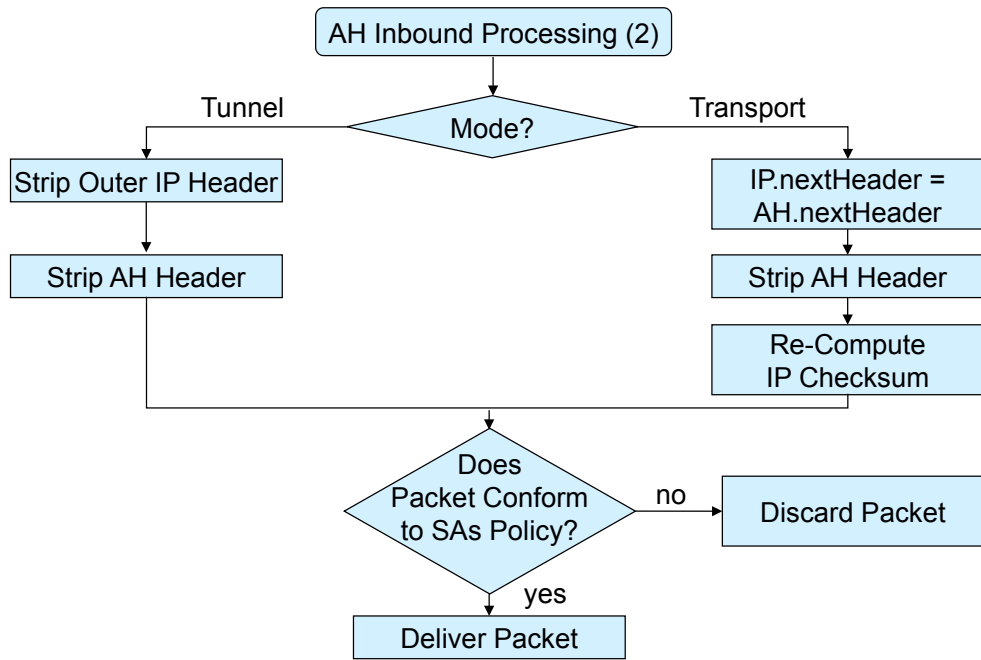 AH Inbound Processing (2)
Tunnel
Mode?
Transport
Strip Outer IP Header
IP.nextHeader =
AH.nextHeader
Strip AH Header
Strip AH Header
Re-Compute
IP Checksum
Does
Packet Conform
to SAs Policy?
no
Discard Packet
yes
Deliver Packet